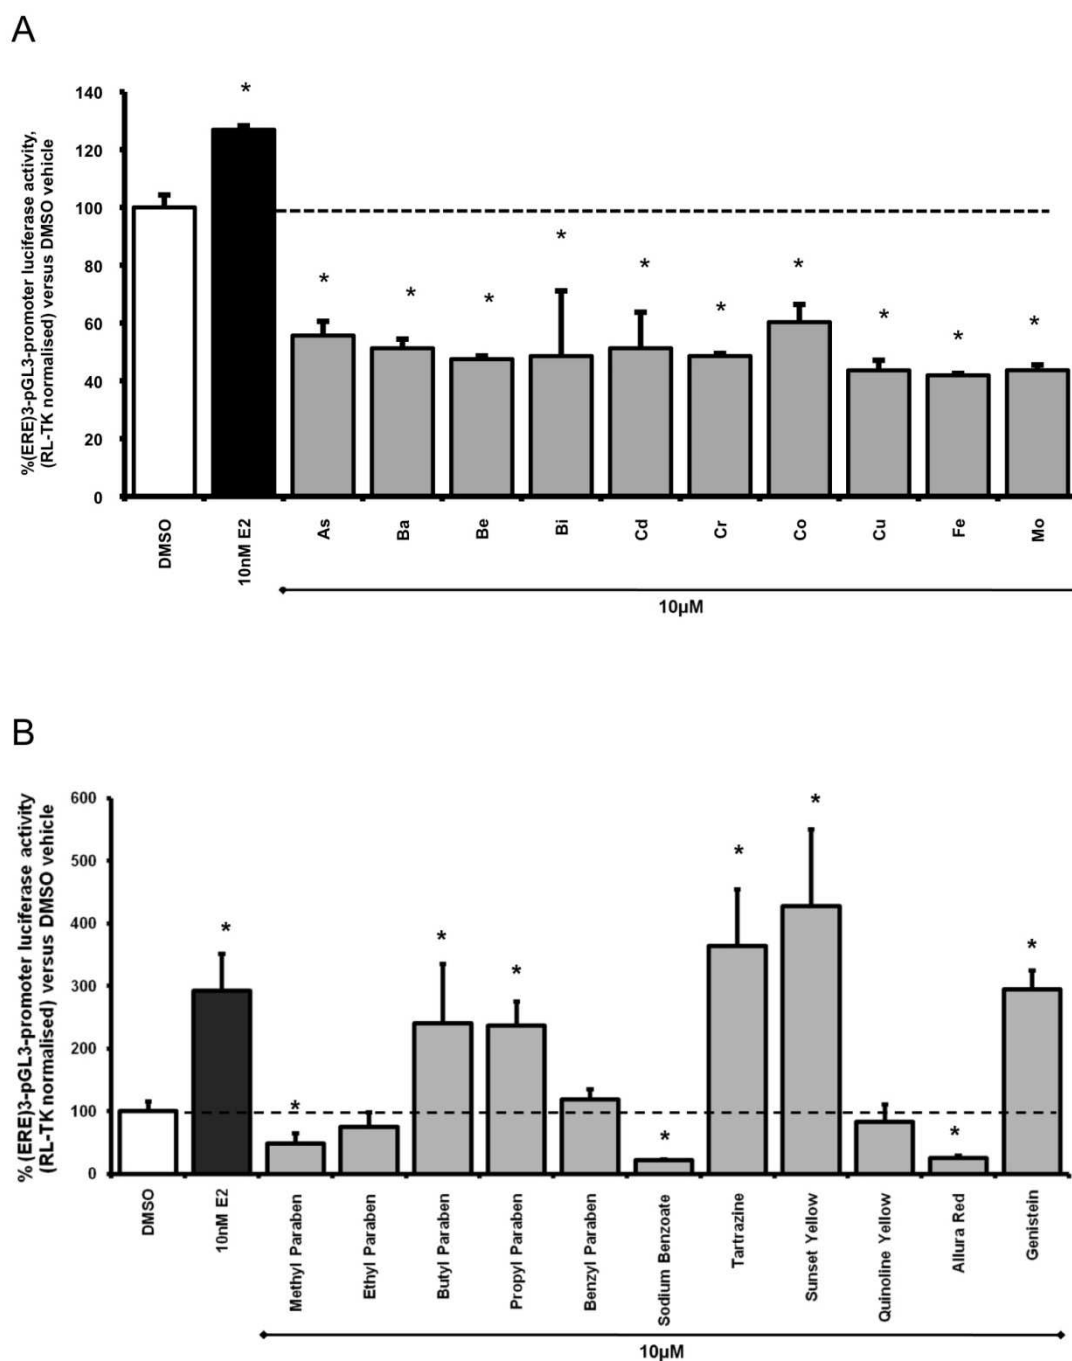 A
%(ERE)3-pGL3-promoter luciferase activity,
(RL-TK normalised) versus DMSO vehicle
140
120
100
80
60
40
20
0
*
*
*
*
*
*
*
*
*
*
*
DMSO
10nM E2
As
Ba
Be
Bi
Cd
Cr
Co
Cu
Fe
Mo
10µM
B
%(ERE)3-pGL3-promoter luciferase activity
(RL-TK normalised) versus DMSO vehicle
600
500
400
300
200
100
0
*
*
*
*
*
*
*
*
*
DMSO
10nM E2
Methyl Paraben
Ethyl Paraben
Butyl Paraben
Propyl Paraben
Benzyl Paraben
Sodium Benzoate
Tartrazine
Sunset Yellow
Quinoline Yellow
Allura Red
Genistein
10µM